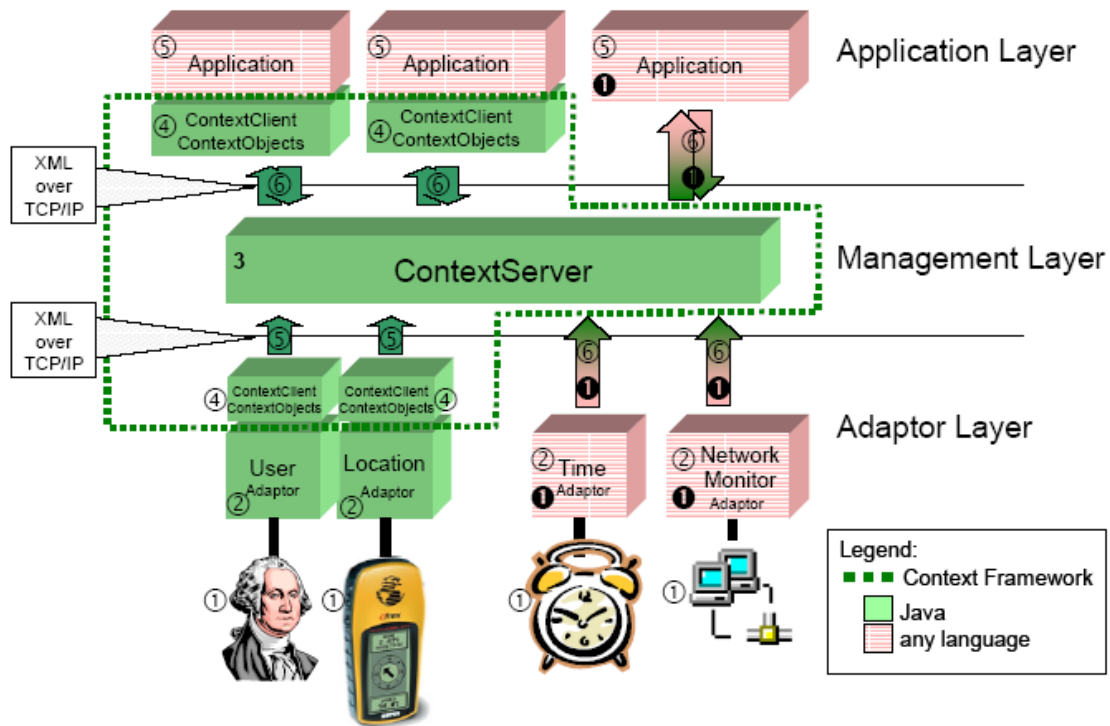 ⑤ Application
⑤ Application
⑤ Application
❶
Application Layer
④ ContextClient
ContextObjects
④ ContextClient
ContextObjects
XML
over
TCP/IP
⑥
⑥
⑥
❶
3
ContextServer
Management Layer
XML
over
TCP/IP
⑤
⑤
⑥
❶
⑥
❶
④ ContextClient
ContextObjects
ContextClient ④
ContextObjects
Adaptor Layer
User
Adaptor
②
Location
Adaptor
②
② Time
❶ Adaptor
② Network
Monitor
❶ Adaptor
①
①
①
①
Legend:
Context Framework
Java
any language